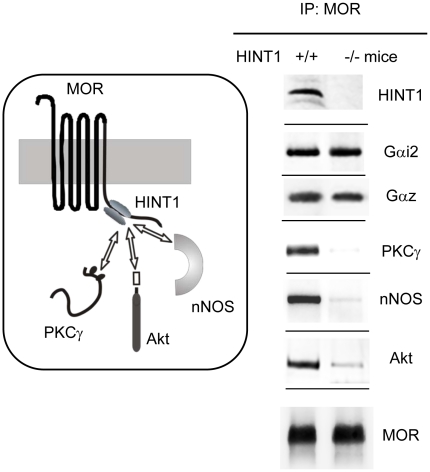 IP: MOR
HINT1 +/+ -/- mice
HINT1
Gαi2
Gαz
PKCγ
nNOS
Akt
MOR
MOR
HINT1
nNOS
PKCγ
Akt